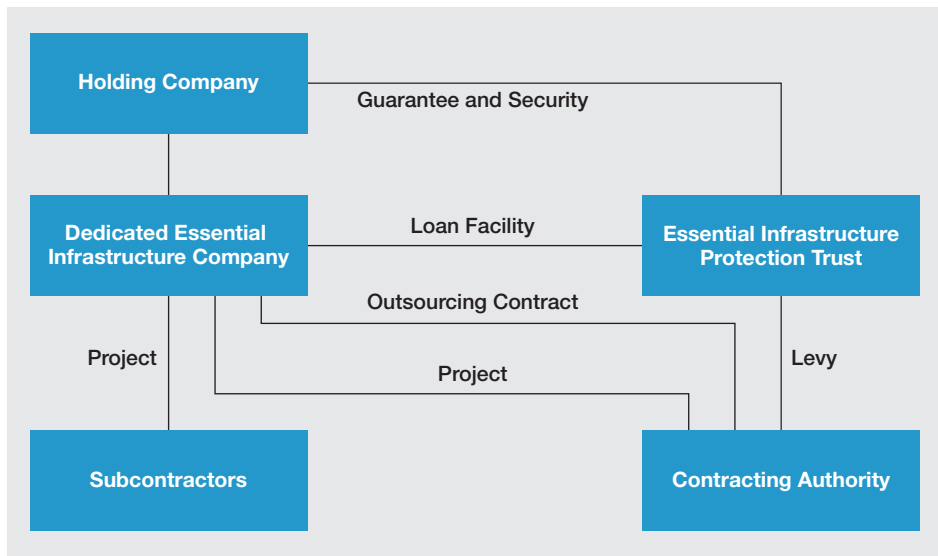 Holding Company
Guarantee and Security
Dedicated Essential
Infrastructure Company
Loan Facility
Essential Infrastructure
Protection Trust
Outsourcing Contract
Project
Project
Levy
Subcontractors
Contracting Authority